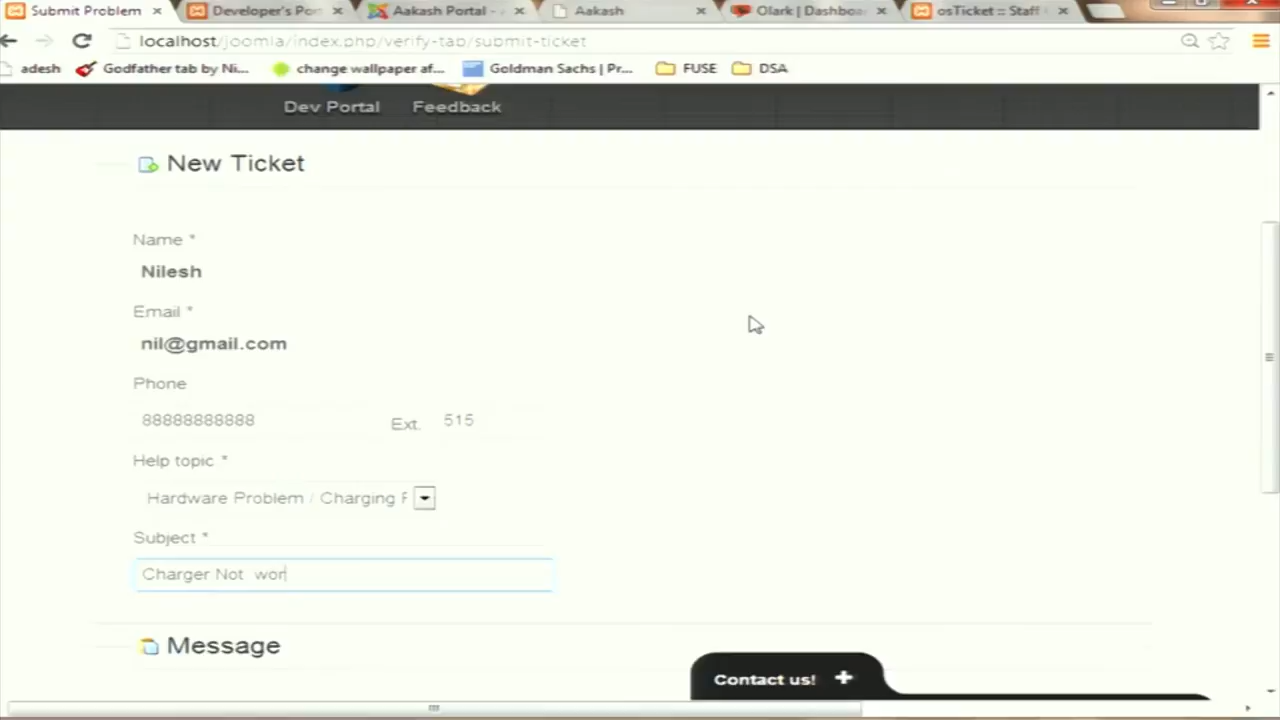 Submit Problem
Developer's Por
Aakash Portal -
Aakash
Olark | Dashboa
osTicket :: Staff
localhost/joomla/index.php/verify-tab/submit-ticket
adesh
Godfather tab by Ni...
change wallpaper af...
Goldman Sachs | Pr...
FUSE
DSA
Dev Portal
Feedback
New Ticket
Name *
Nilesh
Email *
nil@gmail.com
Phone
88888888888
Ext.
515
Help topic *
Hardware Problem / Charging P
Subject *
Charger Not  wor
Message
Contact us! +